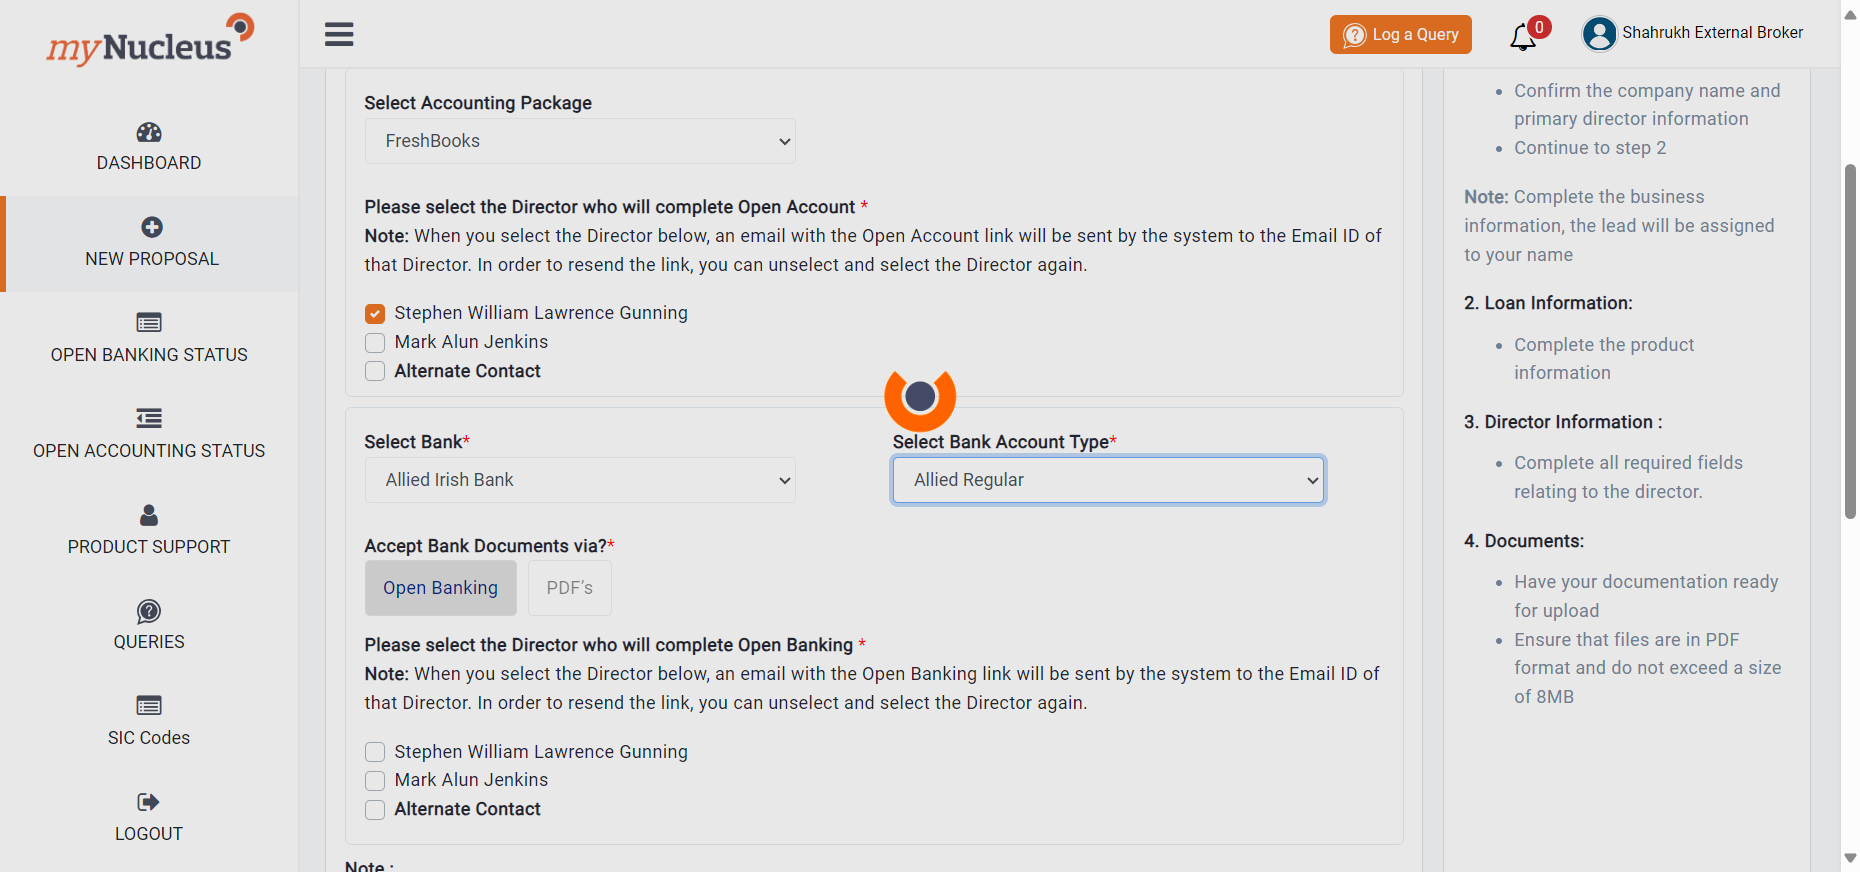 myNucleus
Log a Query
0
Shahrukh External Broker
DASHBOARD
NEW PROPOSAL
OPEN BANKING STATUS
OPEN ACCOUNTING STATUS
PRODUCT SUPPORT
QUERIES
SIC Codes
LOGOUT
Select Accounting Package
FreshBooks
Please select the Director who will complete Open Account *
Note: When you select the Director below, an email with the Open Account link will be sent by the system to the Email ID of
that Director. In order to resend the link, you can unselect and select the Director again.
Stephen William Lawrence Gunning
Mark Alun Jenkins
Alternate Contact
Select Bank*
Allied Irish Bank
Select Bank Account Type*
Allied Regular
Accept Bank Documents via?*
Open Banking
PDF's
Please select the Director who will complete Open Banking *
Note: When you select the Director below, an email with the Open Banking link will be sent by the system to the Email ID of
that Director. In order to resend the link, you can unselect and select the Director again.
Stephen William Lawrence Gunning
Mark Alun Jenkins
Alternate Contact
Note :
Confirm the company name and
primary director information
Continue to step 2
Note: Complete the business
information, the lead will be assigned
to your name
2. Loan Information:
Complete the product
information
3. Director Information :
Complete all required fields
relating to the director.
4. Documents:
Have your documentation ready
for upload
Ensure that files are in PDF
format and do not exceed a size
of 8MB